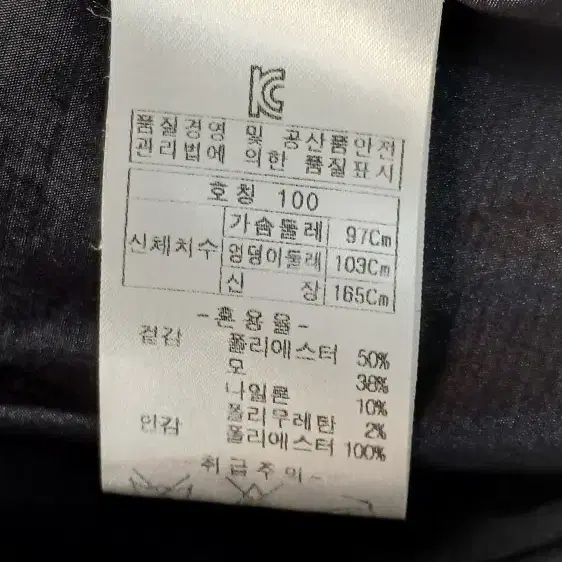 KC
품질경영 및 공산품안전
관리법에 의한 품질표시
호칭 100
신체치수
가슴둘레 97Cm
엉덩이둘레 103Cm
신 장 165Cm
-혼용율-
겉감 폴리에스터 50%
모 38%
나일론 10%
폴리우레탄 2%
안감 폴리에스터 100%
취급주의-